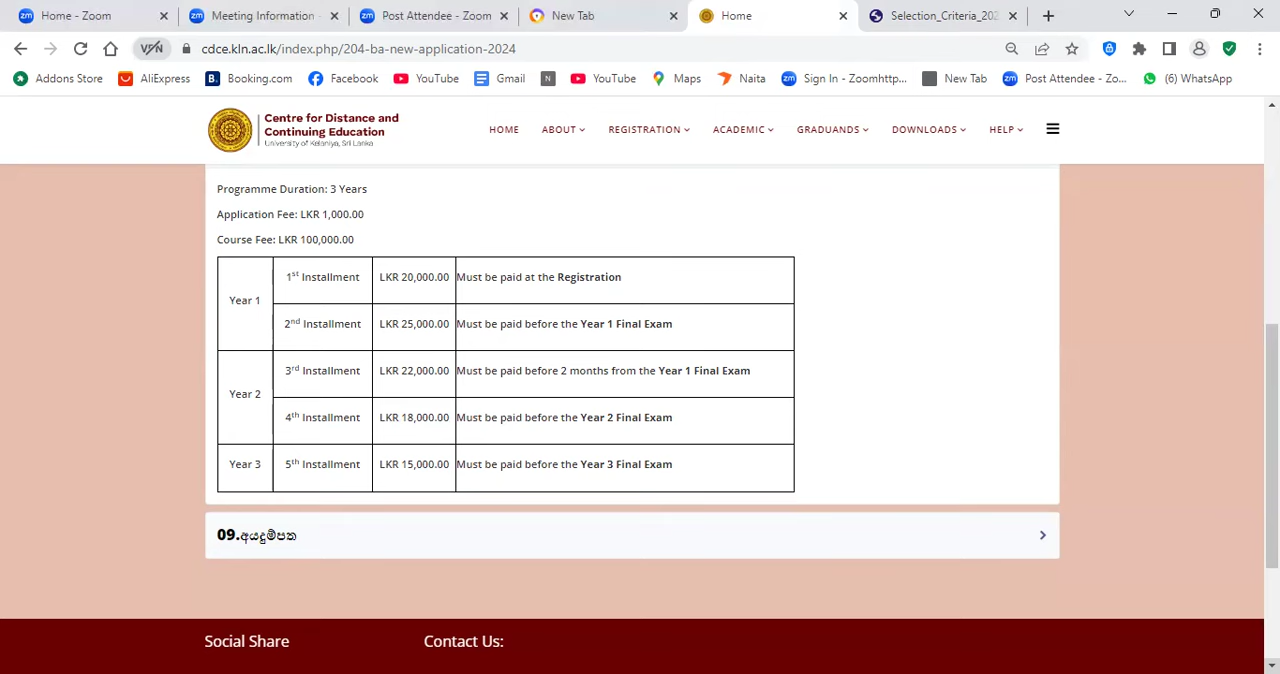 Home - Zoom
Meeting Information -
Post Attendee - Zoom
New Tab
Home
Selection_Criteria_202
VPN
cdce.kln.ac.lk/index.php/204-ba-new-application-2024
Addons Store
AliExpress
B. Booking.com
Facebook
YouTube
Gmail
N
YouTube
Maps
Naita
Sign In - Zoomhttp...
New Tab
Post Attendee - Zo...
(6) WhatsApp
Centre for Distance and
Continuing Education
University of Kelaniya, Sri Lanka
HOME ABOUT REGISTRATION ACADEMIC GRADUANDS DOWNLOADS HELP
Programme Duration: 3 Years
Application Fee: LKR 1,000.00
Course Fee: LKR 100,000.00
Year 1
1st Installment LKR 20,000.00 Must be paid at the Registration
2nd Installment LKR 25,000.00 Must be paid before the Year 1 Final Exam
Year 2
3rd Installment LKR 22,000.00 Must be paid before 2 months from the Year 1 Final Exam
4th Installment LKR 18,000.00 Must be paid before the Year 2 Final Exam
Year 3 5th Installment LKR 15,000.00 Must be paid before the Year 3 Final Exam
09.අයදුම්පත
Social Share
Contact Us: